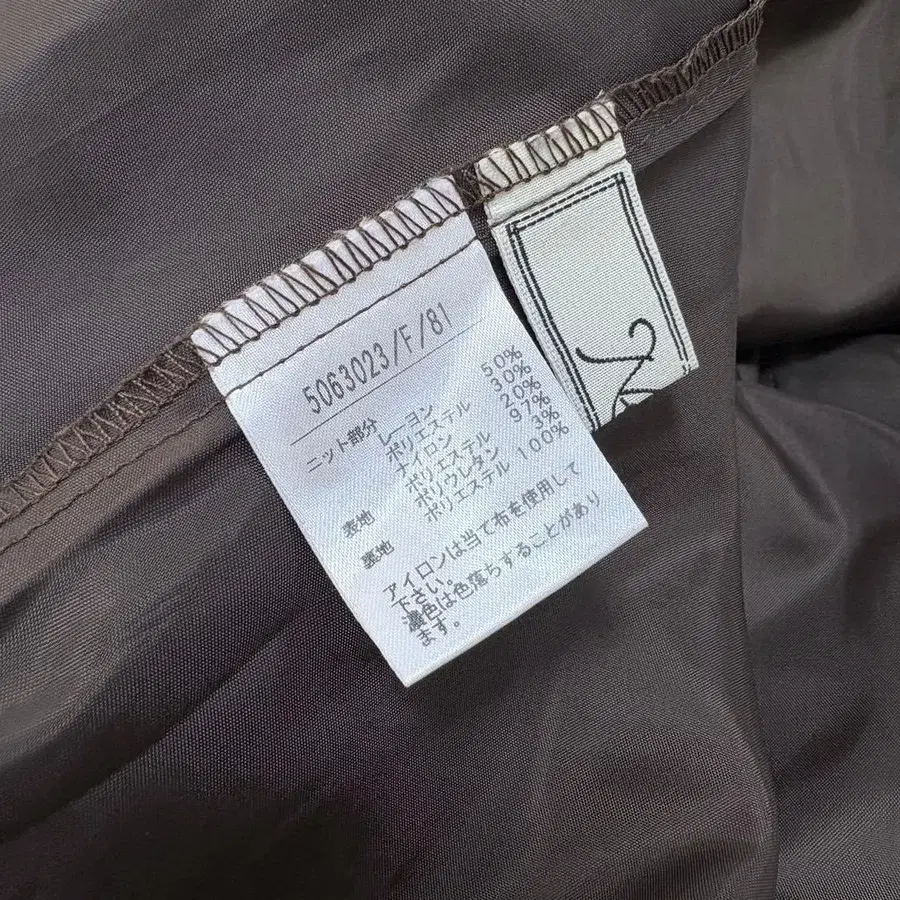 5063023/F/81
ニット部分 レーヨン 50%
ポリエステル 30%
ナイロン 20%
表地 ポリエステル 97%
ポリウレタン 3%
裏地 ポリエステル 100%
アイロンは当て布を使用して
下さい。
濃色は色落ちすることがあり
ます。